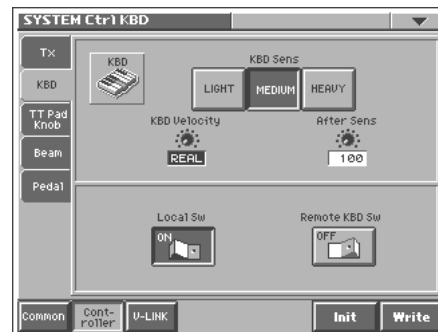 SYSTEM Ctrl KBD
Tx
KBD
TT Pad
Knob
Beam
Pedal
KBD
KBD Sens
LIGHT
MEDIUM
HEAVY
KBD Velocity
REAL
After Sens
100
Local Sw
ON
Remote KBD Sw
OFF
Common
Cont-
roller
V-LINK
Init
Write